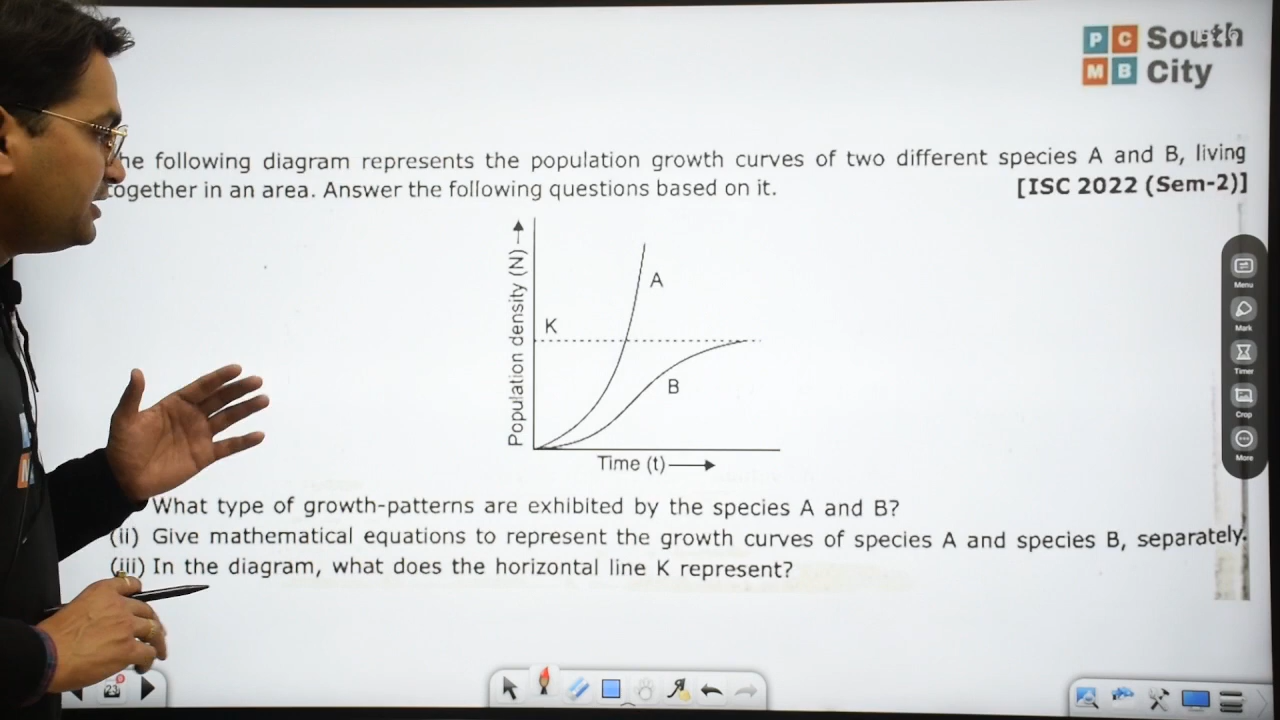 P C South
M B City
he following diagram represents the population growth curves of two different species A and B, living
together in an area. Answer the following questions based on it. [ISC 2022 (Sem-2)]
Population density (N)
A
K
B
Time (t)
What type of growth-patterns are exhibited by the species A and B?
(ii) Give mathematical equations to represent the growth curves of species A and species B, separately.
(iii) In the diagram, what does the horizontal line K represent?
Menu
Mark
Timer
Crop
More
23